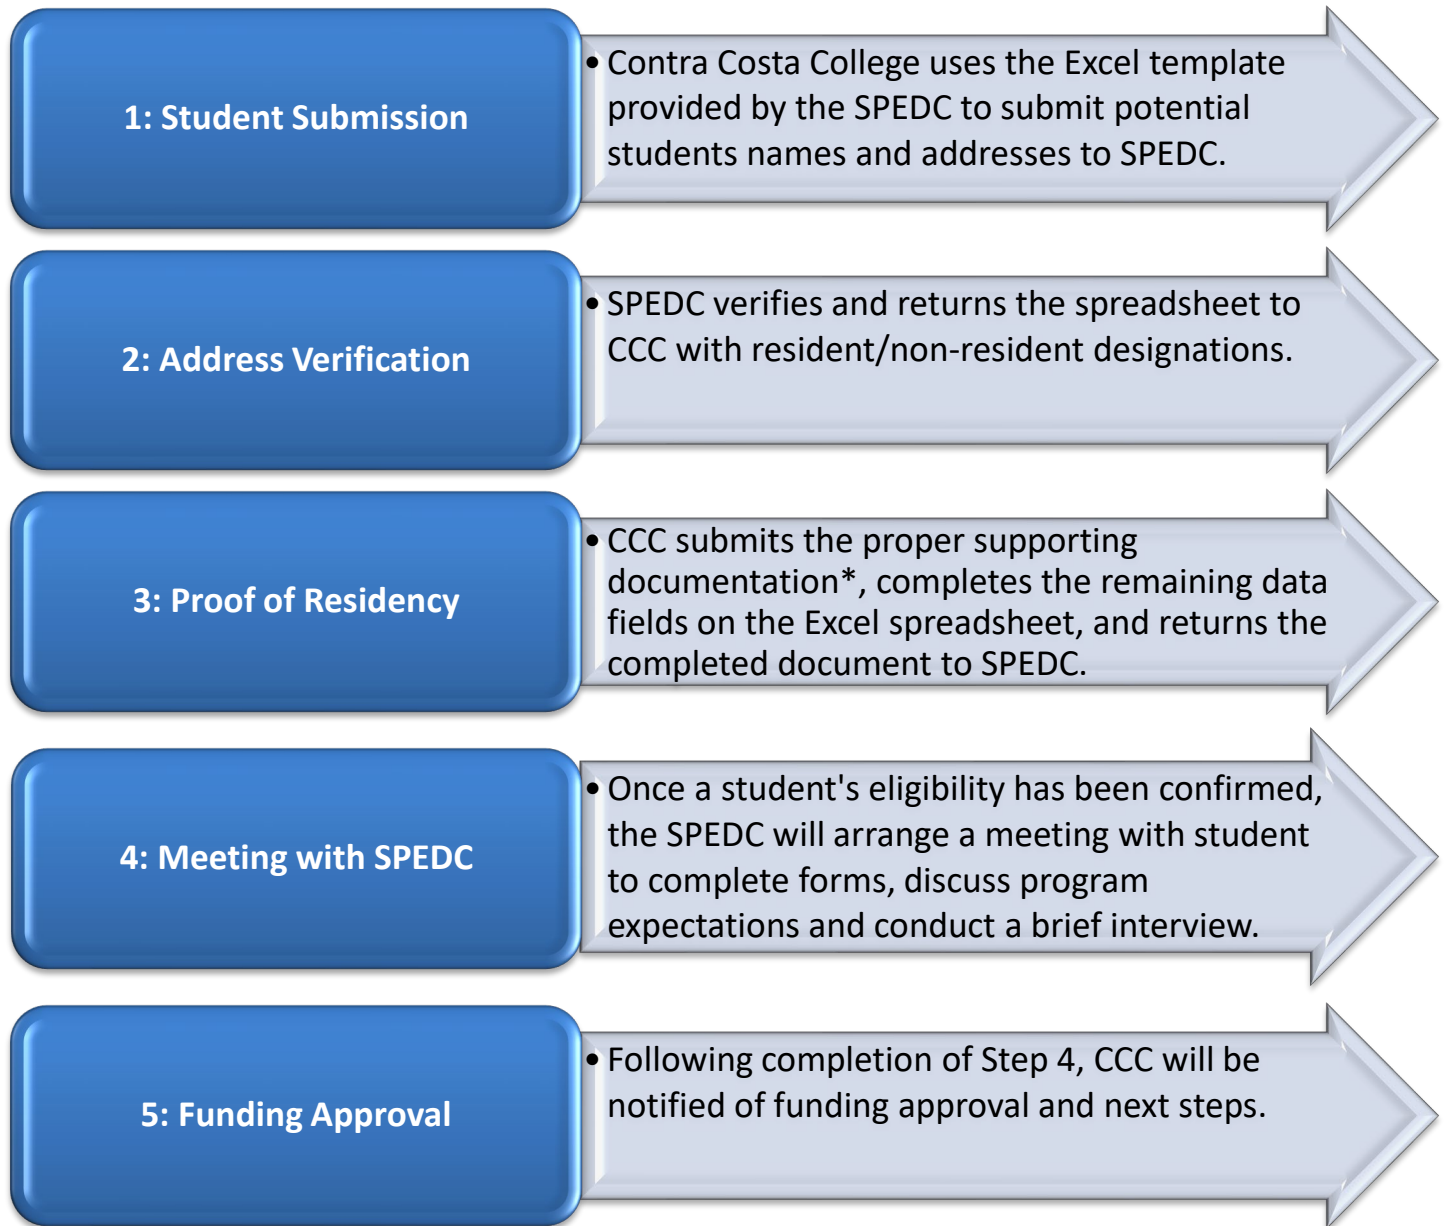 1: Student Submission
• Contra Costa College uses the Excel template
provided by the SPEDC to submit potential
students names and addresses to SPEDC.
2: Address Verification
• SPEDC verifies and returns the spreadsheet to
CCC with resident/non-resident designations.
3: Proof of Residency
• CCC submits the proper supporting
documentation*, completes the remaining data
fields on the Excel spreadsheet, and returns the
completed document to SPEDC.
4: Meeting with SPEDC
• Once a student's eligibility has been confirmed,
the SPEDC will arrange a meeting with student
to complete forms, discuss program
expectations and conduct a brief interview.
5: Funding Approval
• Following completion of Step 4, CCC will be
notified of funding approval and next steps.